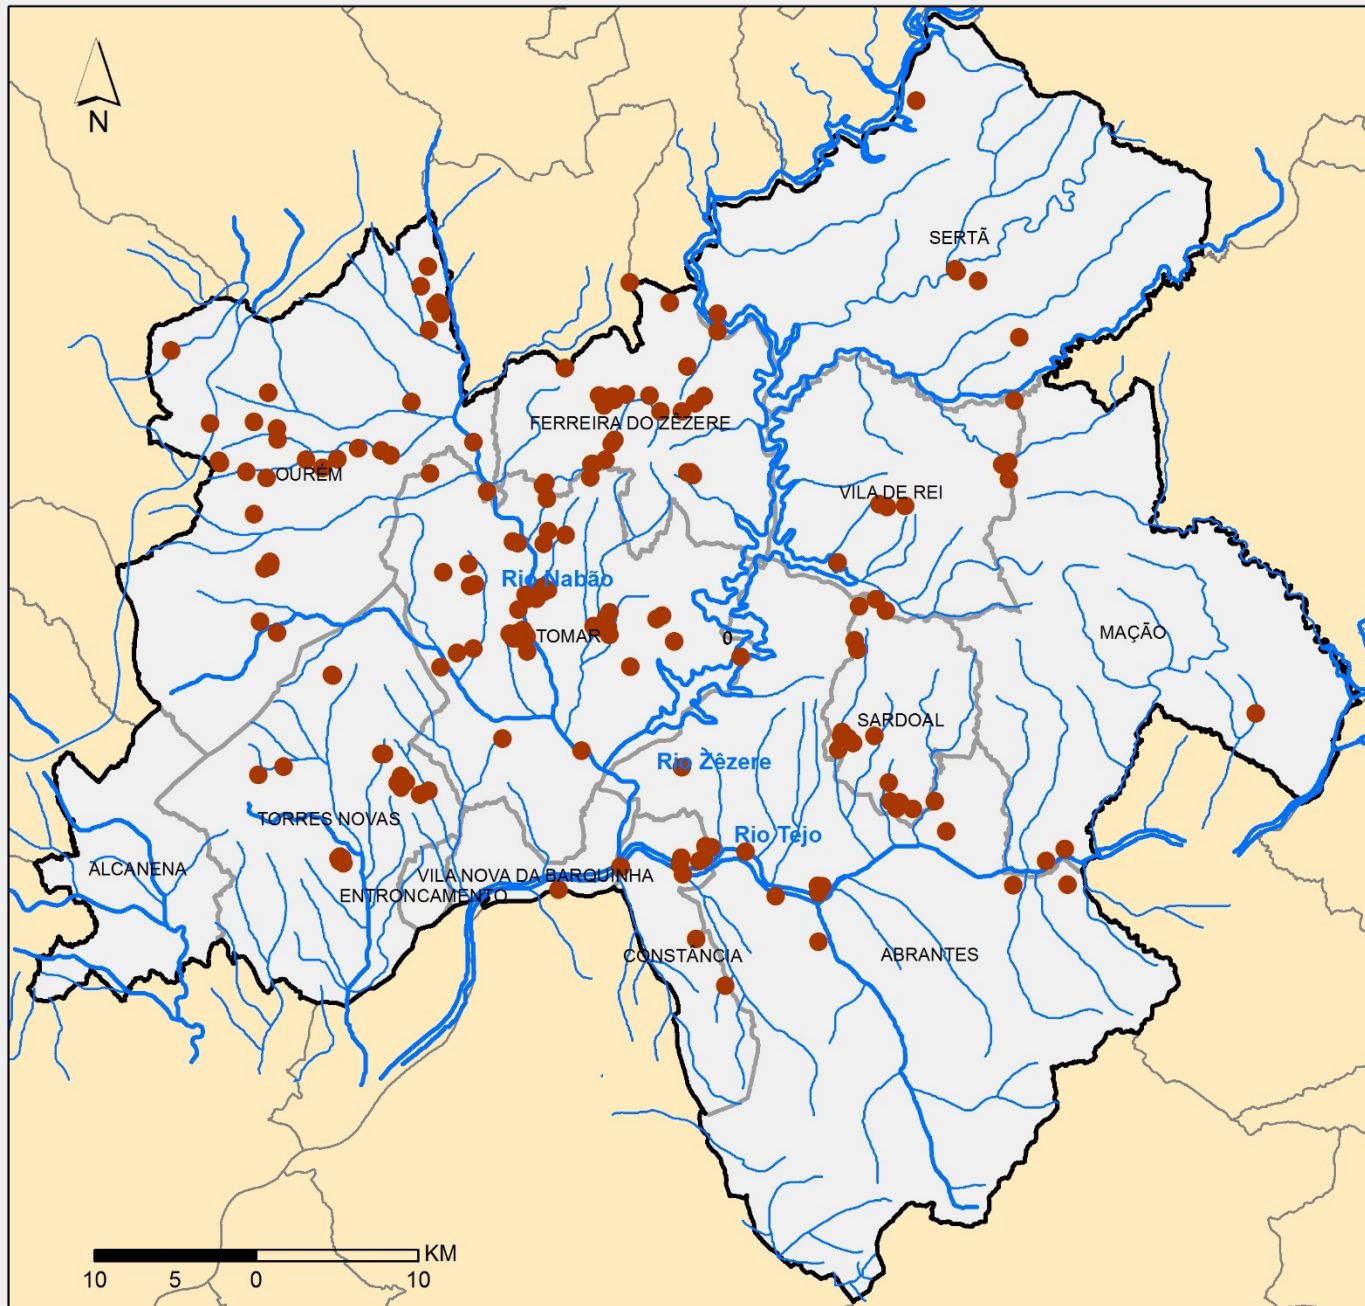 N
SERTÃ
FERREIRA DO ZÊZERE
OURÉM
VILA DE REI
Rio Nabão
TOMAR
0
MAÇÃO
SARDOAL
Rio Zêzere
TORRES NOVAS
Rio Tejo
ALCANENA
VILA NOVA DA BARQUINHA
ENTRONCAMENTO
CONSTÂNCIA
ABRANTES
KM
10 5 0 10